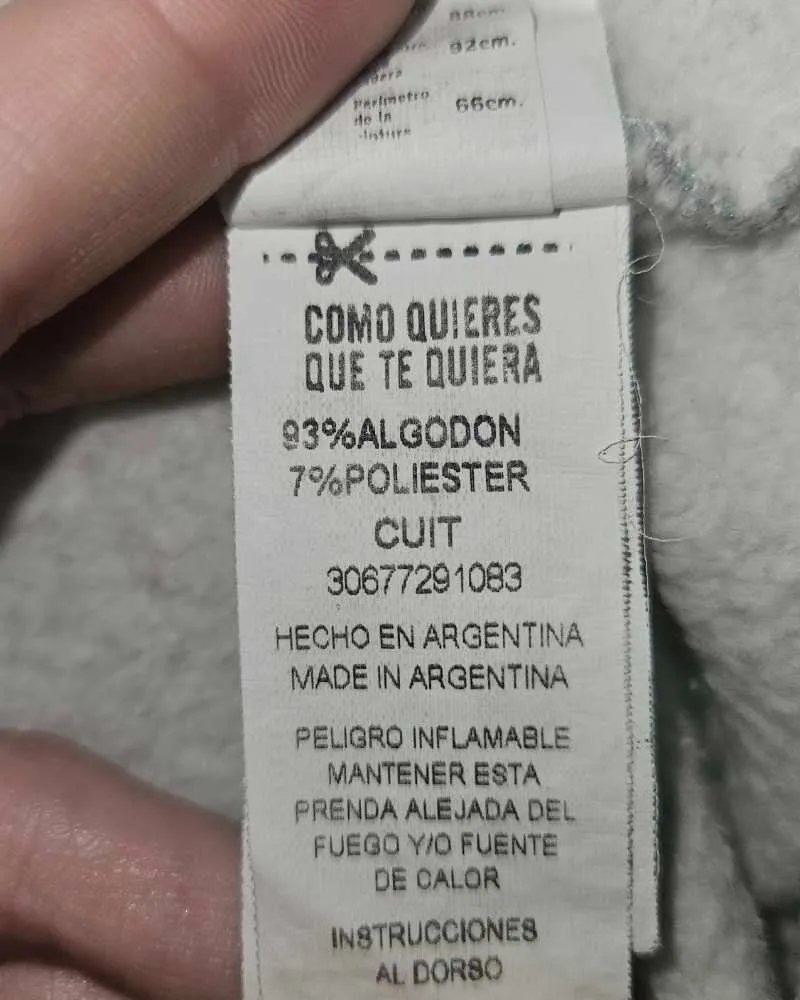 92cm.
Perimetro 66cm.
de la
COMO QUIERES
QUE TE QUIERA
93%ALGODON
7%POLIESTER
CUIT
30677291083
HECHO EN ARGENTINA
MADE IN ARGENTINA
PELIGRO INFLAMABLE
MANTENER ESTA
PRENDA ALEJADA DEL
FUEGO Y/O FUENTE
DE CALOR
INSTRUCCIONES
AL DORSO